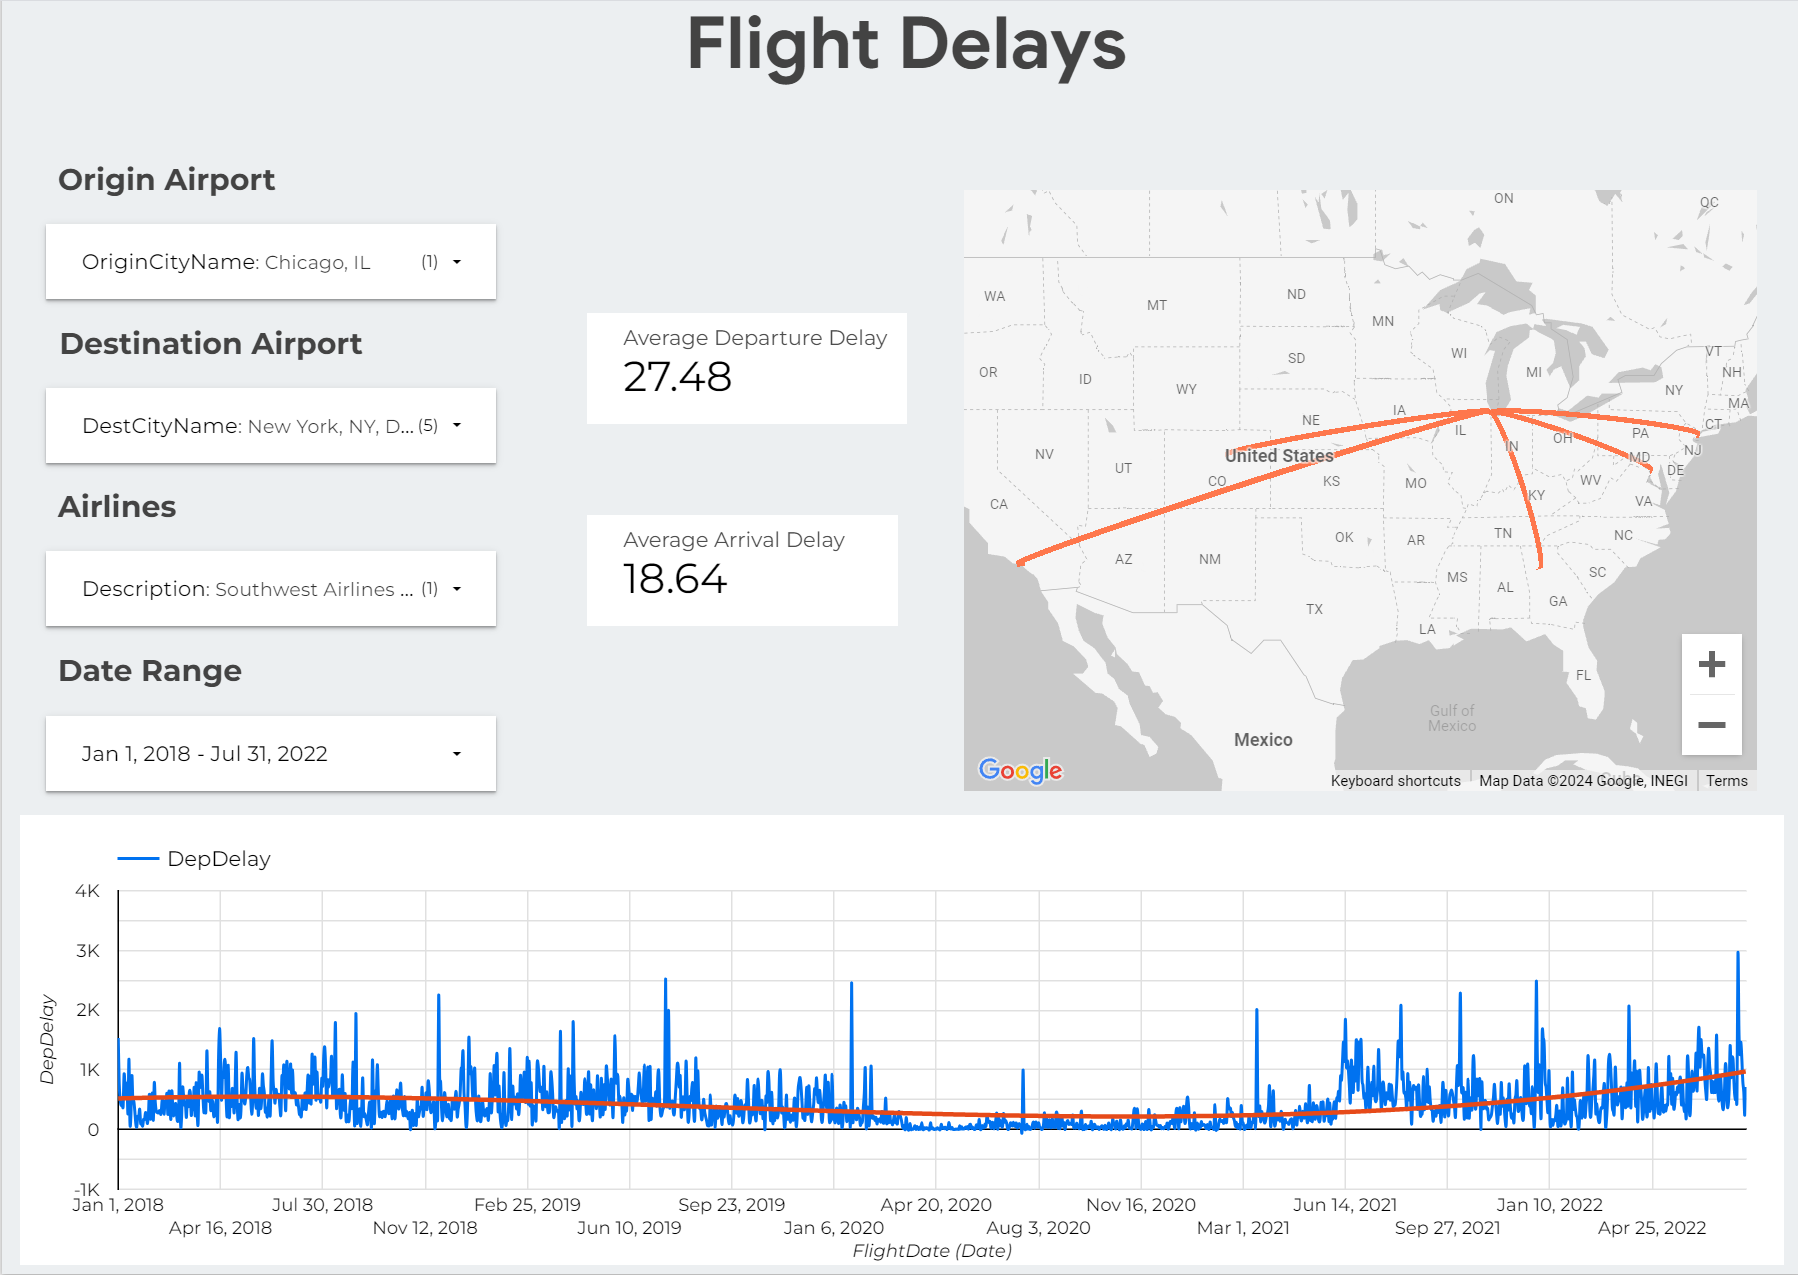 Flight Delays
Origin Airport
OriginCityName: Chicago, IL (1)
Destination Airport
DestCityName: New York, NY, D... (5)
Airlines
Description: Southwest Airlines ... (1)
Date Range
Jan 1, 2018 - Jul 31, 2022
Average Departure Delay
27.48
Average Arrival Delay
18.64
ON
QC
WA
MT
ND
MN
OR
ID
SD
WI
MI
VT
NH
WY
NY
MA
NE
IA
CT
NV
UT
United States
IL
IN
OH
PA
MD
NJ
CO
KS
MO
WV
DE
CA
KY
VA
AZ
NM
OK
AR
TN
NC
MS
AL
SC
TX
GA
LA
FL
Gulf of
Mexico
Mexico
Cuba
+
−
Google
Keyboard shortcuts
Map Data ©2024 Google, INEGI
Terms
DepDelay
4K
3K
2K
1K
0
-1K
DepDelay
Jan 1, 2018
Jul 30, 2018
Feb 25, 2019
Sep 23, 2019
Apr 20, 2020
Nov 16, 2020
Jun 14, 2021
Jan 10, 2022
Apr 16, 2018
Nov 12, 2018
Jun 10, 2019
Jan 6, 2020
Aug 3, 2020
Mar 1, 2021
Sep 27, 2021
Apr 25, 2022
FlightDate (Date)